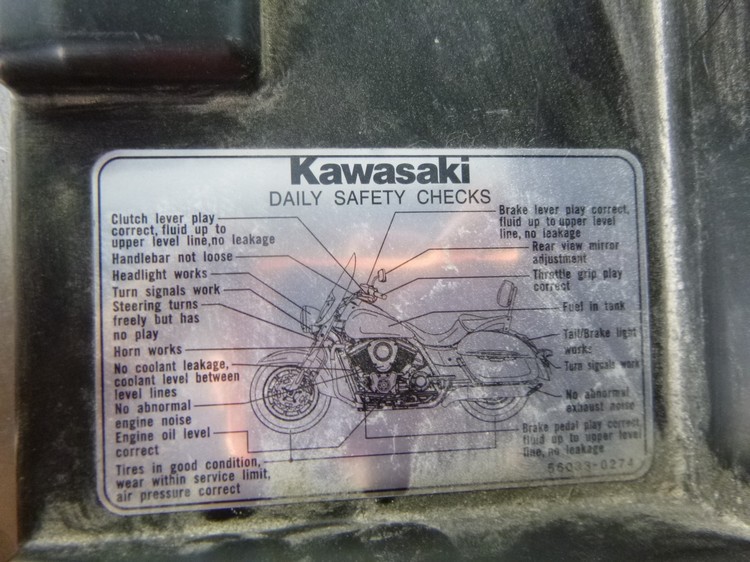 Kawasaki
DAILY SAFETY CHECKS
Clutch lever play
correct, fluid up to
upper level line, no leakage
Handlebar not loose
Headlight works
Turn signals work
Steering turns
freely but has
no play
Horn works
No coolant leakage,
coolant level between
level lines
No abnormal
engine noise
Engine oil level
correct
Tires in good condition,
wear within service limit,
air pressure correct
Brake lever play correct,
fluid up to upper level
line, no leakage
Rear view mirror
adjustment
Throttle grip play
correct
Fuel in tank
Tail/Brake light
works
Turn signals work
No abnormal
exhaust noise
Brake pedal play correct,
fluid up to upper level
line, no leakage
56033-0274